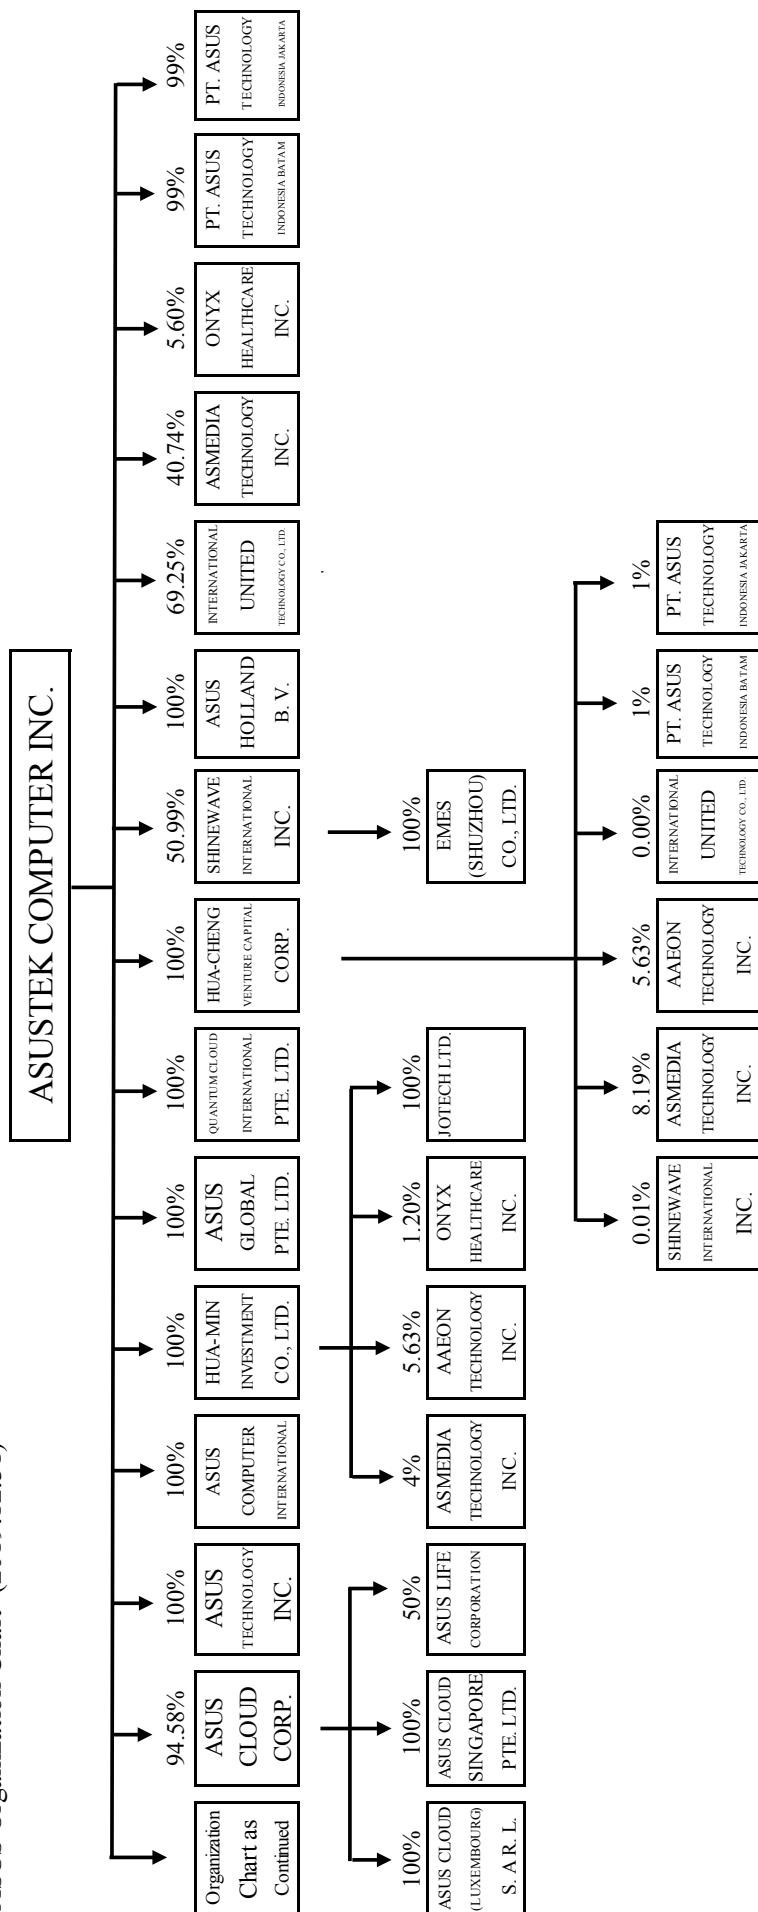 ASUSTEK COMPUTER INC.
Organization
Chart as
Continued
94.58%
ASUS
CLOUD
CORP.
100%
ASUS
TECHNOLOGY
INC.
100%
ASUS
COMPUTER
INTERNATIONAL
100%
HUA-MIN
INVESTMENT
CO., LTD.
100%
ASUS
GLOBAL
PTE. LTD.
100%
QUANTUM CLOUD
INTERNATIONAL
PTE. LTD.
100%
HUA-CHENG
VENTURE CAPITAL
CORP.
50.99%
SHINEWAVE
INTERNATIONAL
INC.
100%
ASUS
HOLLAND
B. V.
69.25%
INTERNATIONAL
UNITED
TECHNOLOGY CO., LTD.
40.74%
ASMEDIA
TECHNOLOGY
INC.
5.60%
ONYX
HEALTHCARE
INC.
99%
PT. ASUS
TECHNOLOGY
INDONESIA BATAM
99%
PT. ASUS
TECHNOLOGY
INDONESIA JAKARTA
100%
ASUS CLOUD
(LUXEMBOURG)
S. A R. L.
100%
ASUS CLOUD
SINGAPORE
PTE. LTD.
50%
ASUS LIFE
CORPORATION
4%
ASMEDIA
TECHNOLOGY
INC.
5.63%
AAEON
TECHNOLOGY
INC.
1.20%
ONYX
HEALTHCARE
INC.
100%
JOTECH LTD.
100%
EMES
(SHUZHOU)
CO., LTD.
0.01%
SHINEWAVE
INTERNATIONAL
INC.
8.19%
ASMEDIA
TECHNOLOGY
INC.
5.63%
AAEON
TECHNOLOGY
INC.
0.00%
INTERNATIONAL
UNITED
TECHNOLOGY CO., LTD.
1%
PT. ASUS
TECHNOLOGY
INDONESIA BATAM
1%
PT. ASUS
TECHNOLOGY
INDONESIA JAKARTA